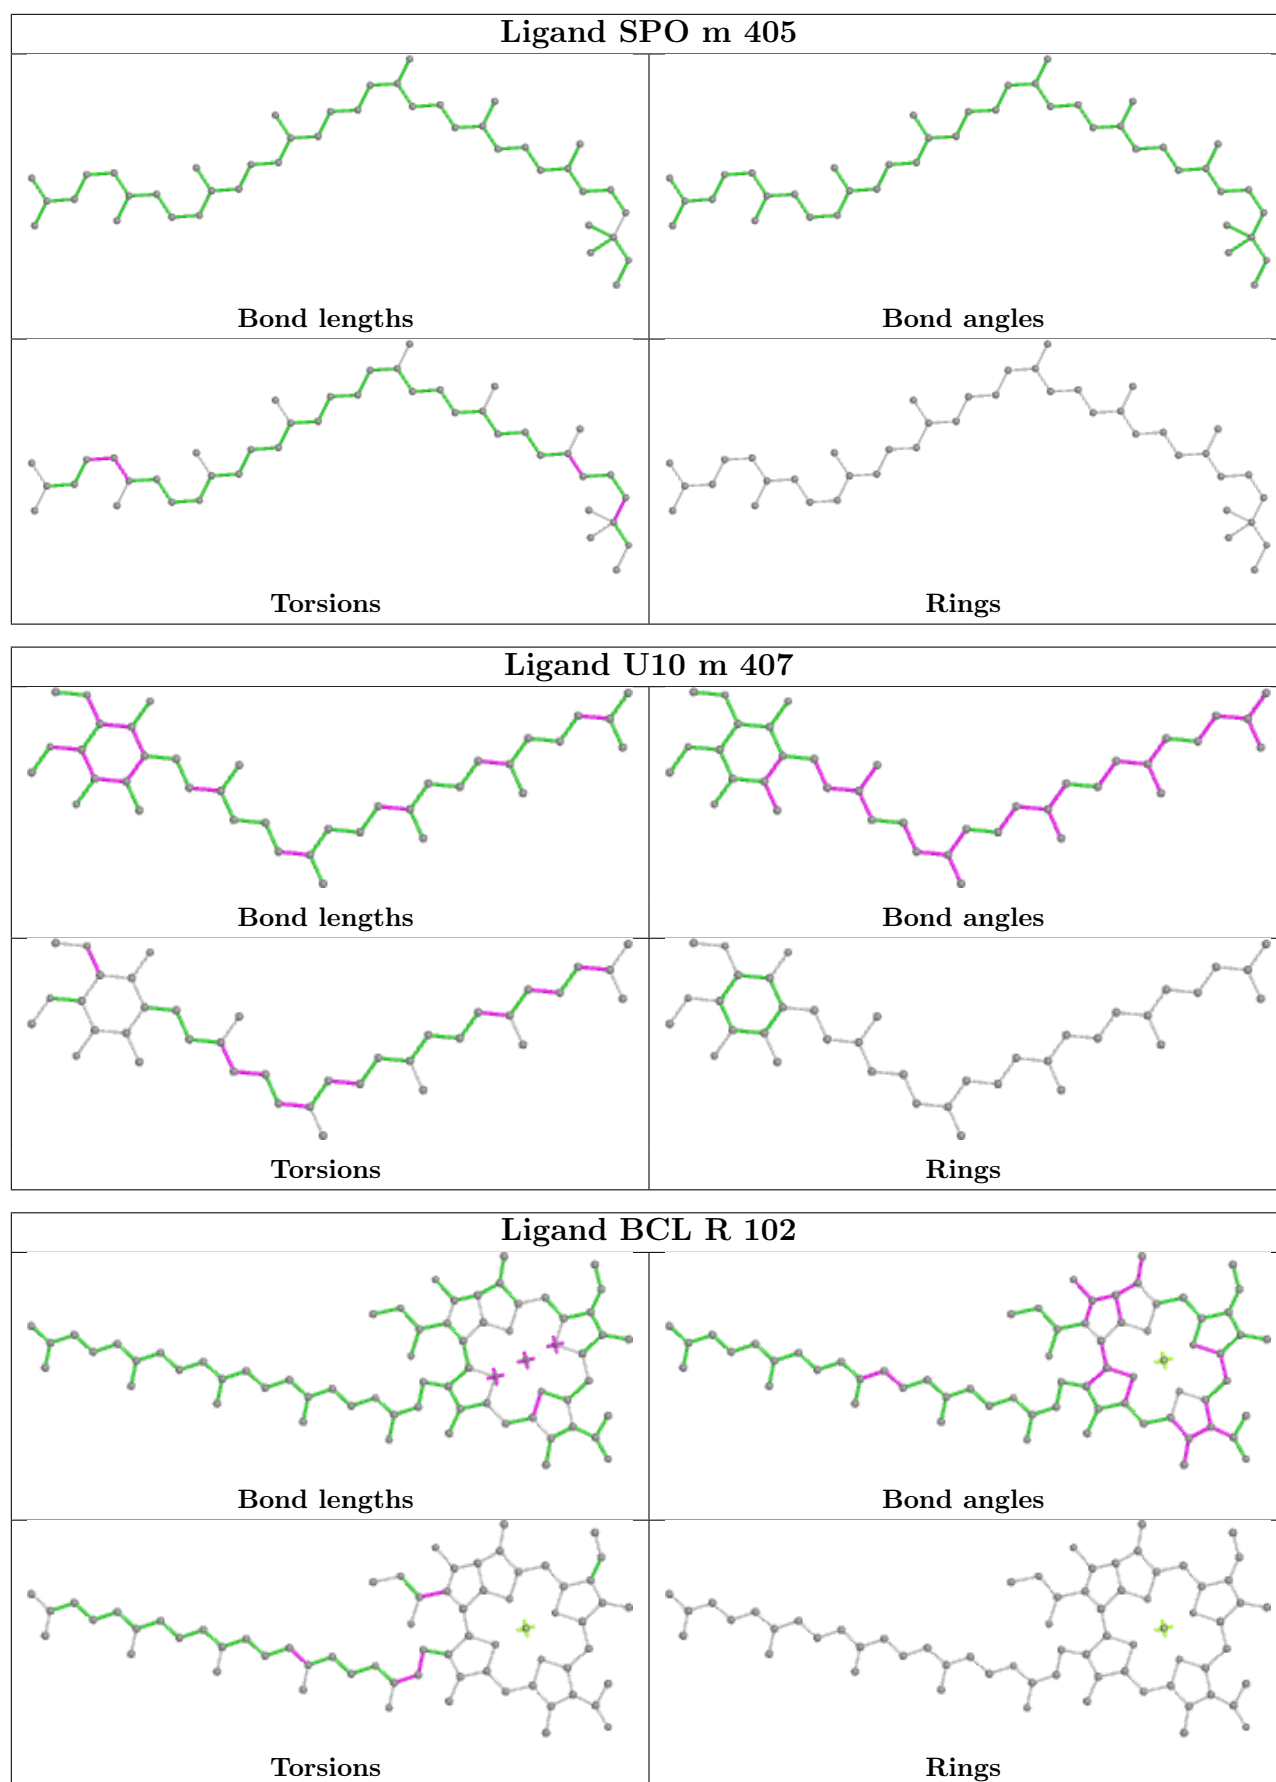 Ligand SPO m 405
Bond lengths
Bond angles
Torsions
Rings
Ligand U10 m 407
Bond lengths
Bond angles
Torsions
Rings
Ligand BCL R 102
Bond lengths
Bond angles
Torsions
Rings